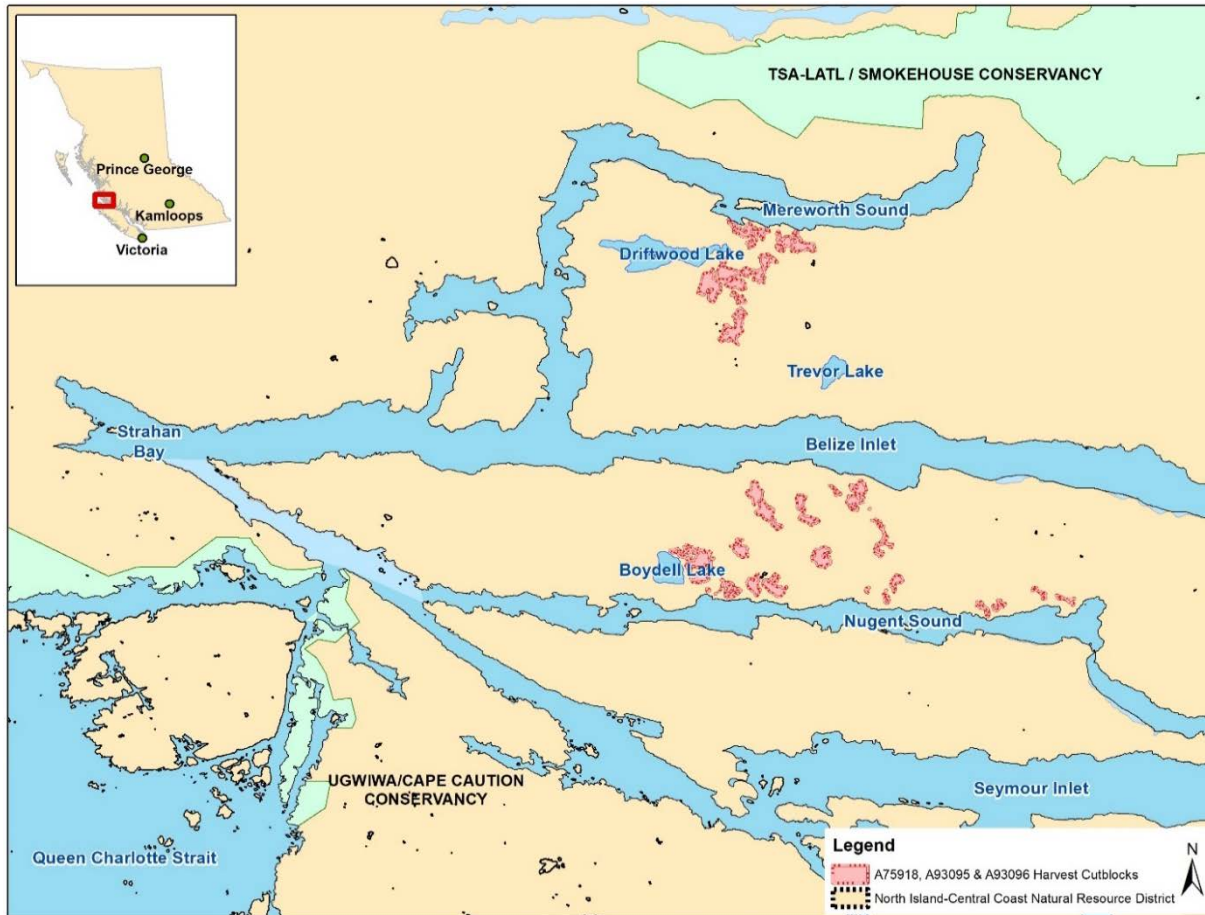 TSA-LATL / SMOKEHOUSE CONSERVANCY
Prince George
Kamloops
Victoria
Mereworth Sound
Driftwood Lake
Trevor Lake
Strahan
Bay
Belize Inlet
Boydell Lake
Nugent Sound
UGWIWA/CAPE CAUTION
CONSERVANCY
Seymour Inlet
Queen Charlotte Strait
Legend
N
A75918, A93095 & A93096 Harvest Cutblocks
North Island-Central Coast Natural Resource District